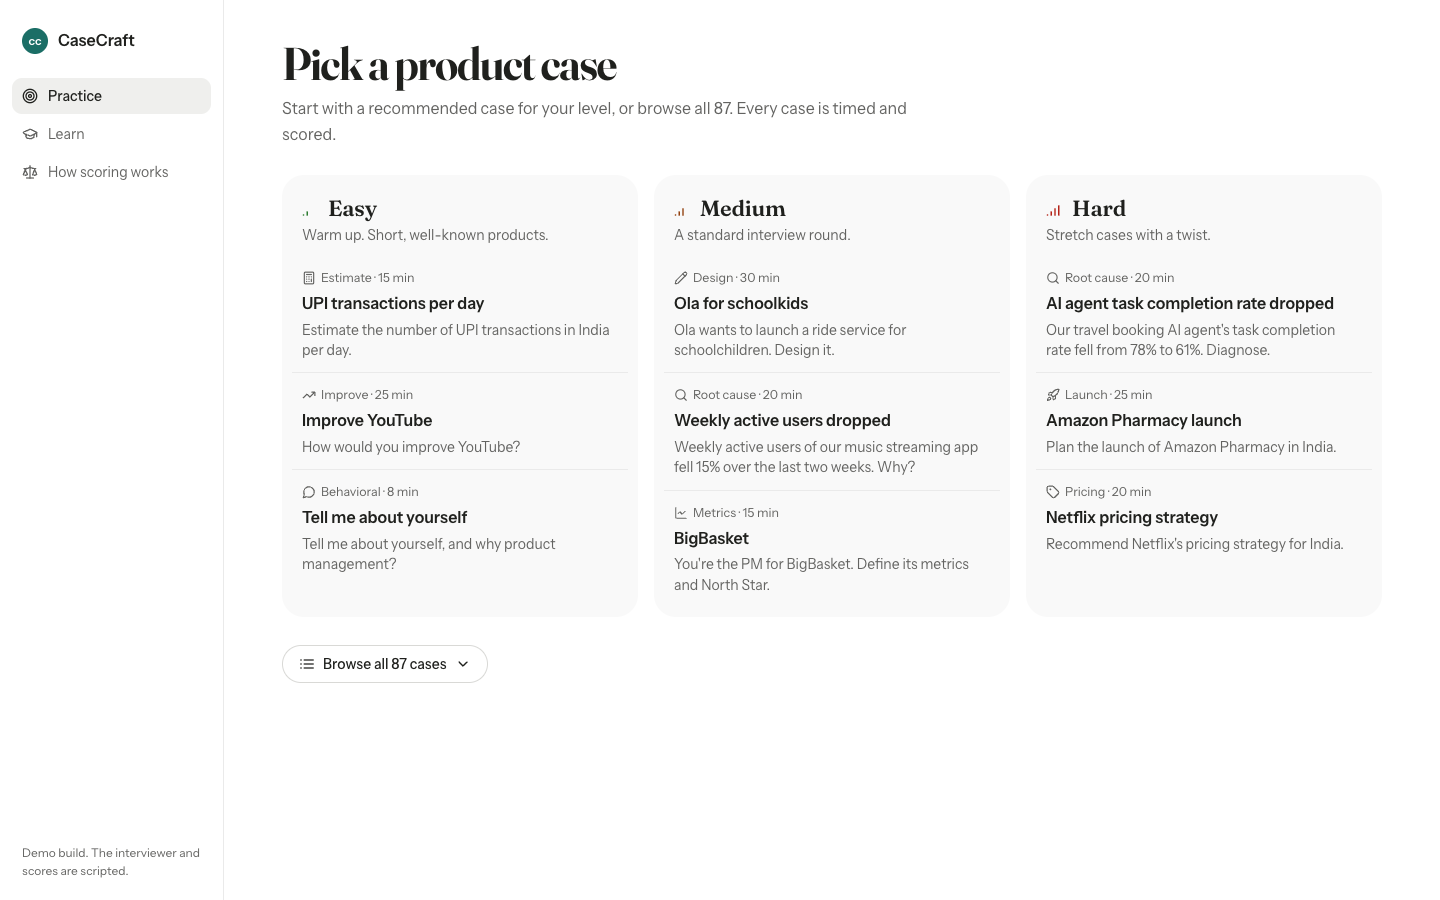 CC CaseCraft
Practice
Learn
How scoring works
Demo build. The interviewer and
scores are scripted.
Pick a product case
Start with a recommended case for your level, or browse all 87. Every case is timed and
scored.
Easy
Warm up. Short, well-known products.
Estimate · 15 min
UPI transactions per day
Estimate the number of UPI transactions in India
per day.
Improve · 25 min
Improve YouTube
How would you improve YouTube?
Behavioral · 8 min
Tell me about yourself
Tell me about yourself, and why product
management?
Medium
A standard interview round.
Design · 30 min
Ola for schoolkids
Ola wants to launch a ride service for
schoolchildren. Design it.
Root cause · 20 min
Weekly active users dropped
Weekly active users of our music streaming app
fell 15% over the last two weeks. Why?
Metrics · 15 min
BigBasket
You're the PM for BigBasket. Define its metrics
and North Star.
Hard
Stretch cases with a twist.
Root cause · 20 min
AI agent task completion rate dropped
Our travel booking AI agent's task completion
rate fell from 78% to 61%. Diagnose.
Launch · 25 min
Amazon Pharmacy launch
Plan the launch of Amazon Pharmacy in India.
Pricing · 20 min
Netflix pricing strategy
Recommend Netflix's pricing strategy for India.
Browse all 87 cases